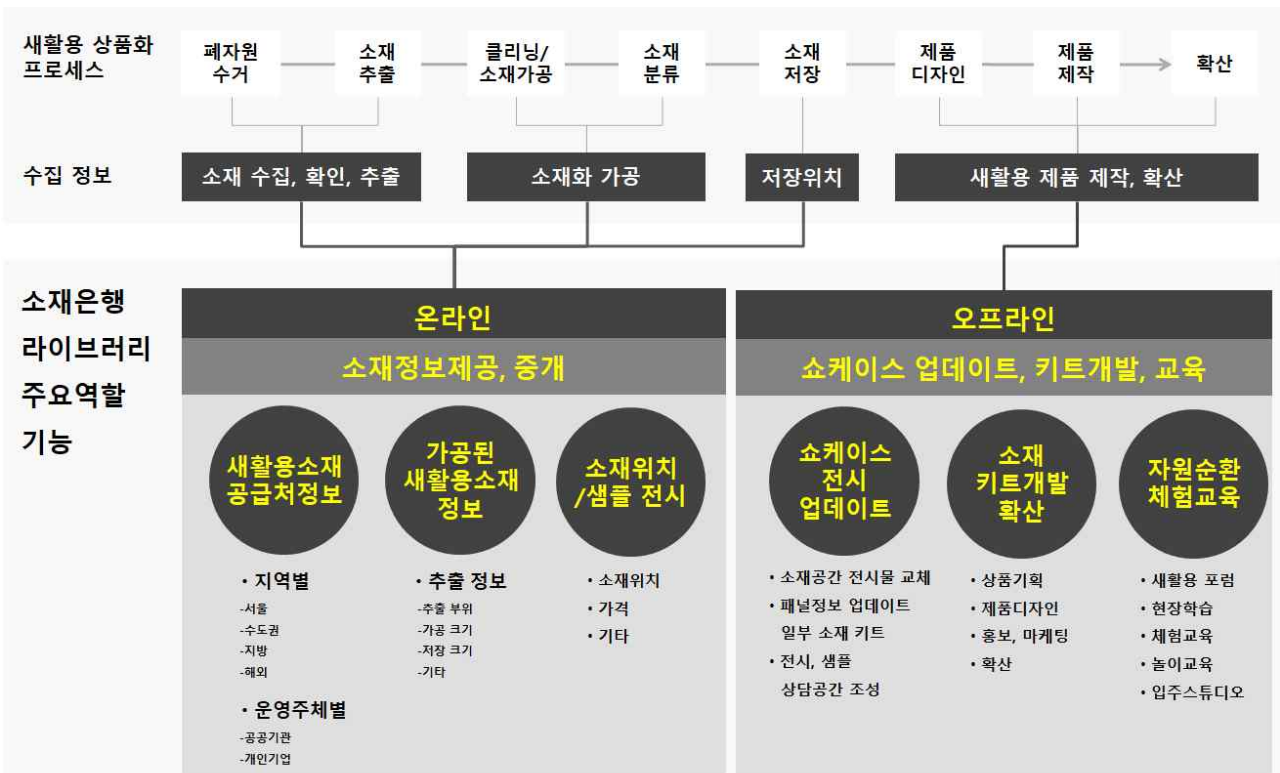 새활용 상품화
프로세스
폐자원
수거
소재
추출
클리닝/
소재가공
소재
분류
소재
저장
제품
디자인
제품
제작
확산
수집 정보
소재 수집, 확인, 추출
소재화 가공
저장위치
새활용 제품 제작, 확산
소재은행
라이브러리
주요역할
기능
온라인
소재정보제공, 중개
새활용소재
공급처정보
가공된
새활용소재
정보
소재위치
/샘플 전시
• 지역별
-서울
-수도권
-지방
-해외
• 운영주체별
-공공기관
-개인기업
• 추출 정보
-추출 부위
-가공 크기
-저장 크기
-기타
• 소재위치
• 가격
• 기타
오프라인
쇼케이스 업데이트, 키트개발, 교육
쇼케이스
전시
업데이트
소재
키트개발
확산
자원순환
체험교육
• 소재공간 전시물 교체
• 패널정보 업데이트
일부 소재 키트
• 전시, 샘플
상담공간 조성
• 상품기획
• 제품디자인
• 홍보, 마케팅
• 확산
• 새활용 포럼
• 현장학습
• 체험교육
• 놀이교육
• 입주스튜디오